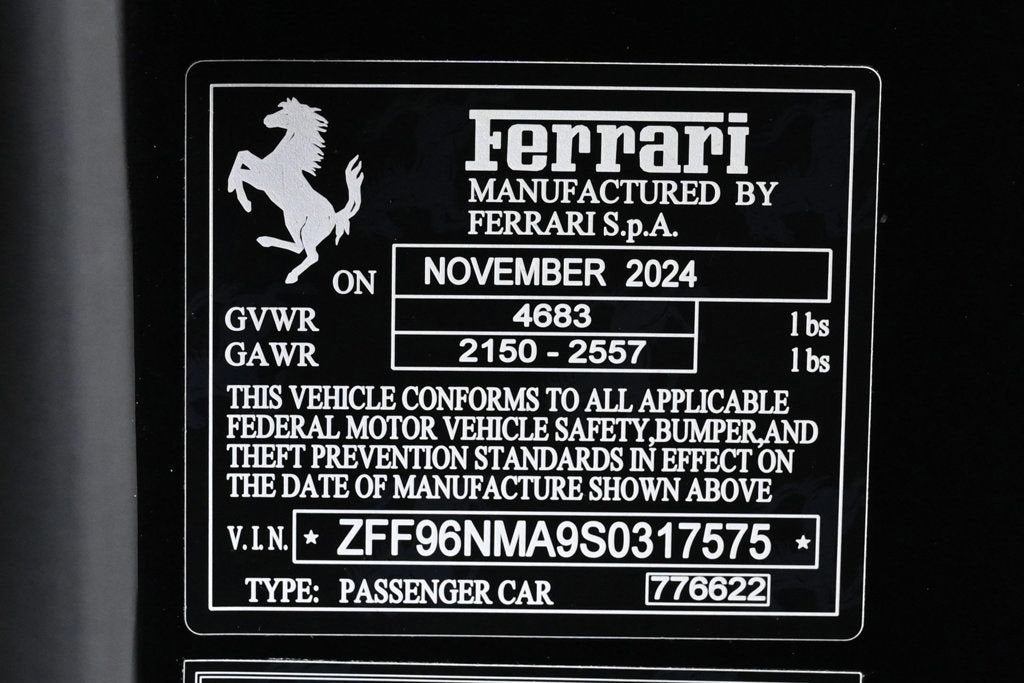 Ferrari
MANUFACTURED BY
FERRARI S.p.A.
ON NOVEMBER 2024
GVWR 4683 lbs
GAWR 2150 - 2557 lbs
THIS VEHICLE CONFORMS TO ALL APPLICABLE
FEDERAL MOTOR VEHICLE SAFETY,BUMPER,AND
THEFT PREVENTION STANDARDS IN EFFECT ON
THE DATE OF MANUFACTURE SHOWN ABOVE
V.I.N. ★ ZFF96NMA9S0317575 ★
TYPE: PASSENGER CAR 776622